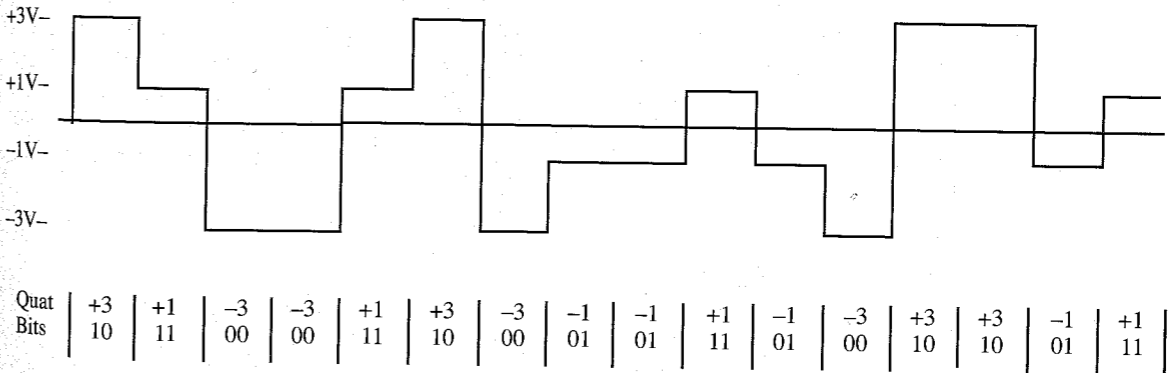 +3V–
+1V–
−1V–
−3V–
Quat +3 +1 −3 −3 +1 +3 −3 −1 −1 +1 −1 −3 +3 +3 −1 +1
Bits 10 11 00 00 11 10 00 01 01 11 01 00 10 10 01 11